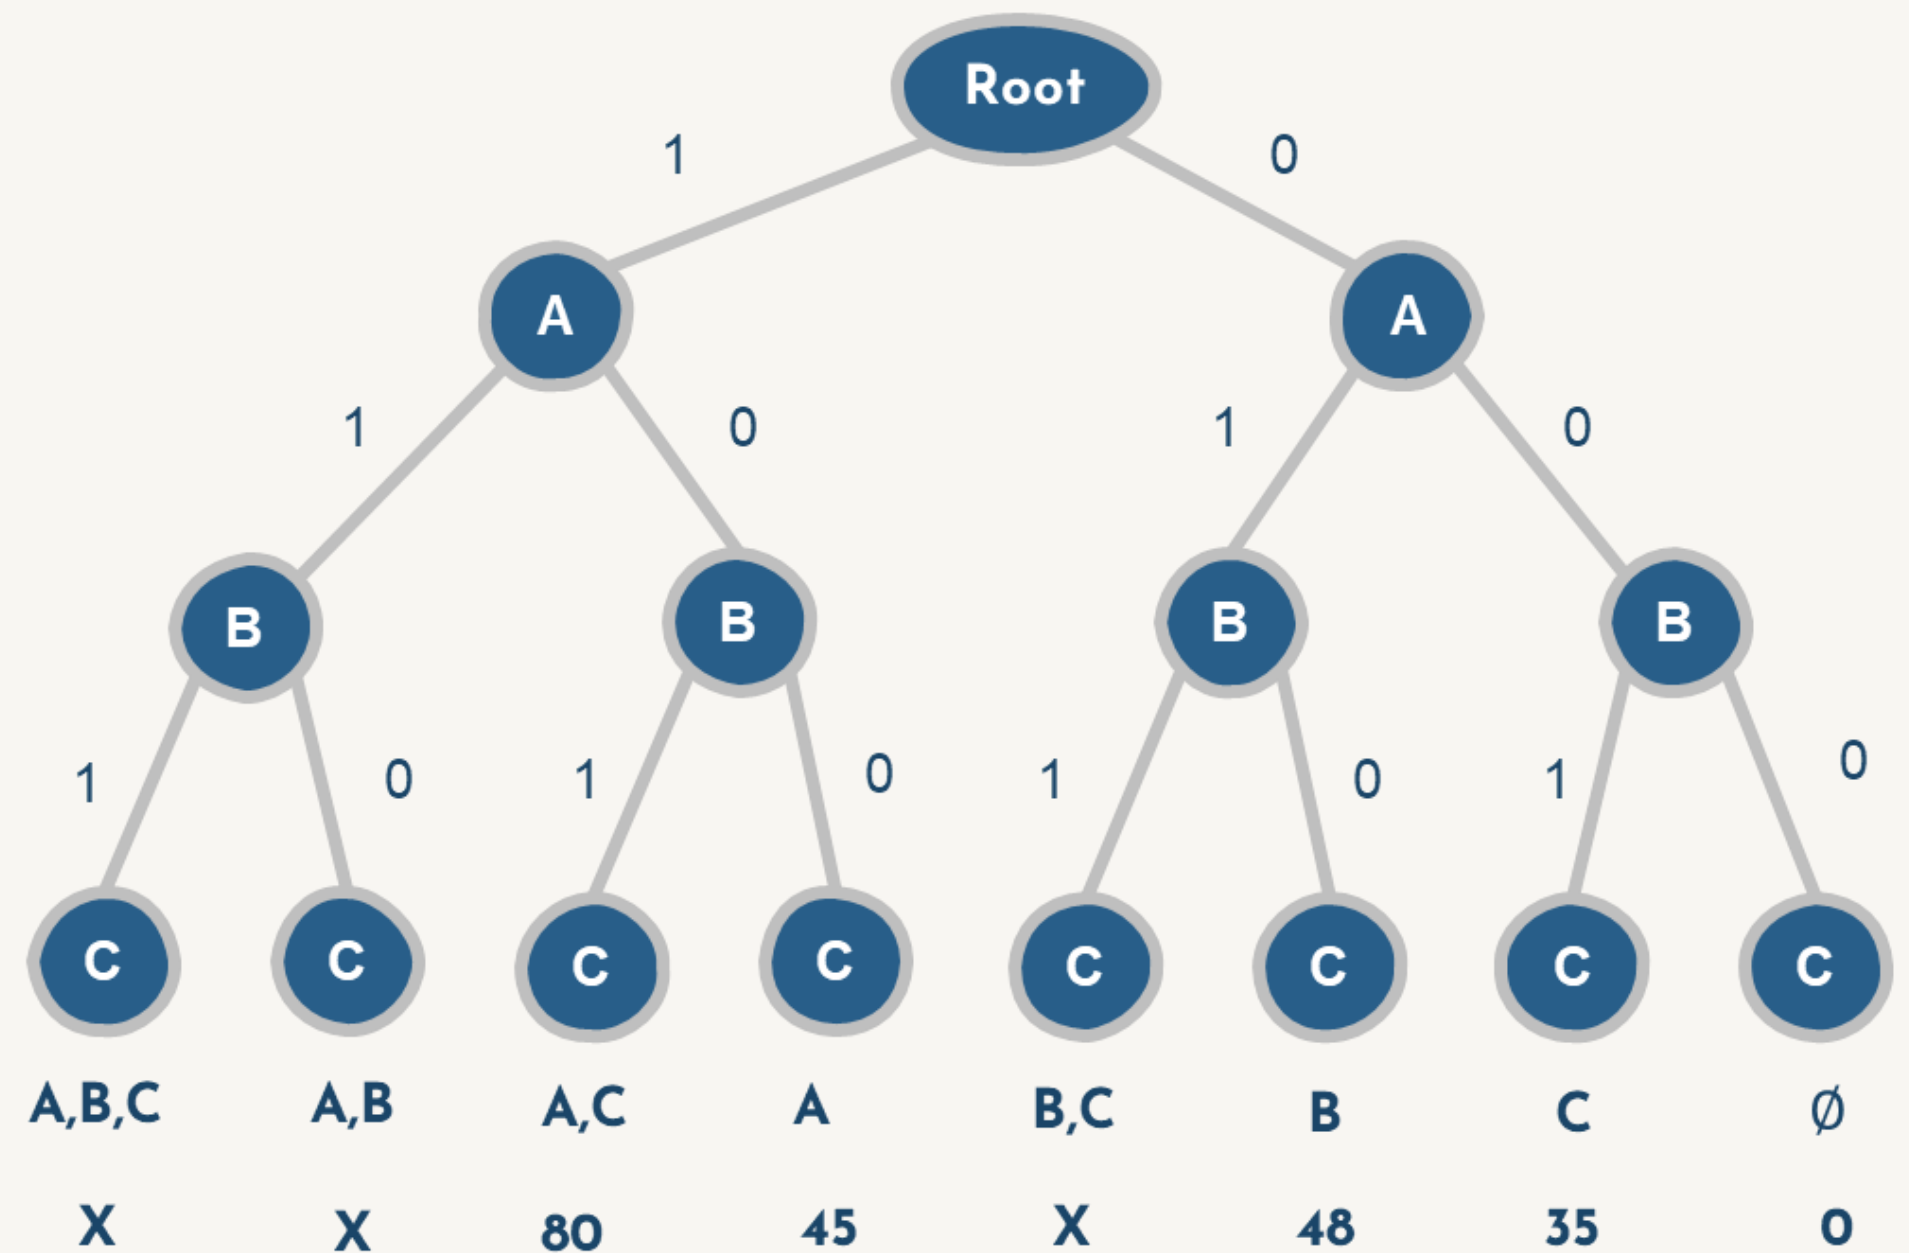 Root
1 0
A A
1 0 1 0
B B B B
1 0 1 0 1 0 1 0
C C C C C C C C
A,B,C A,B A,C A B,C B C Ø
X X 80 45 X 48 35 0